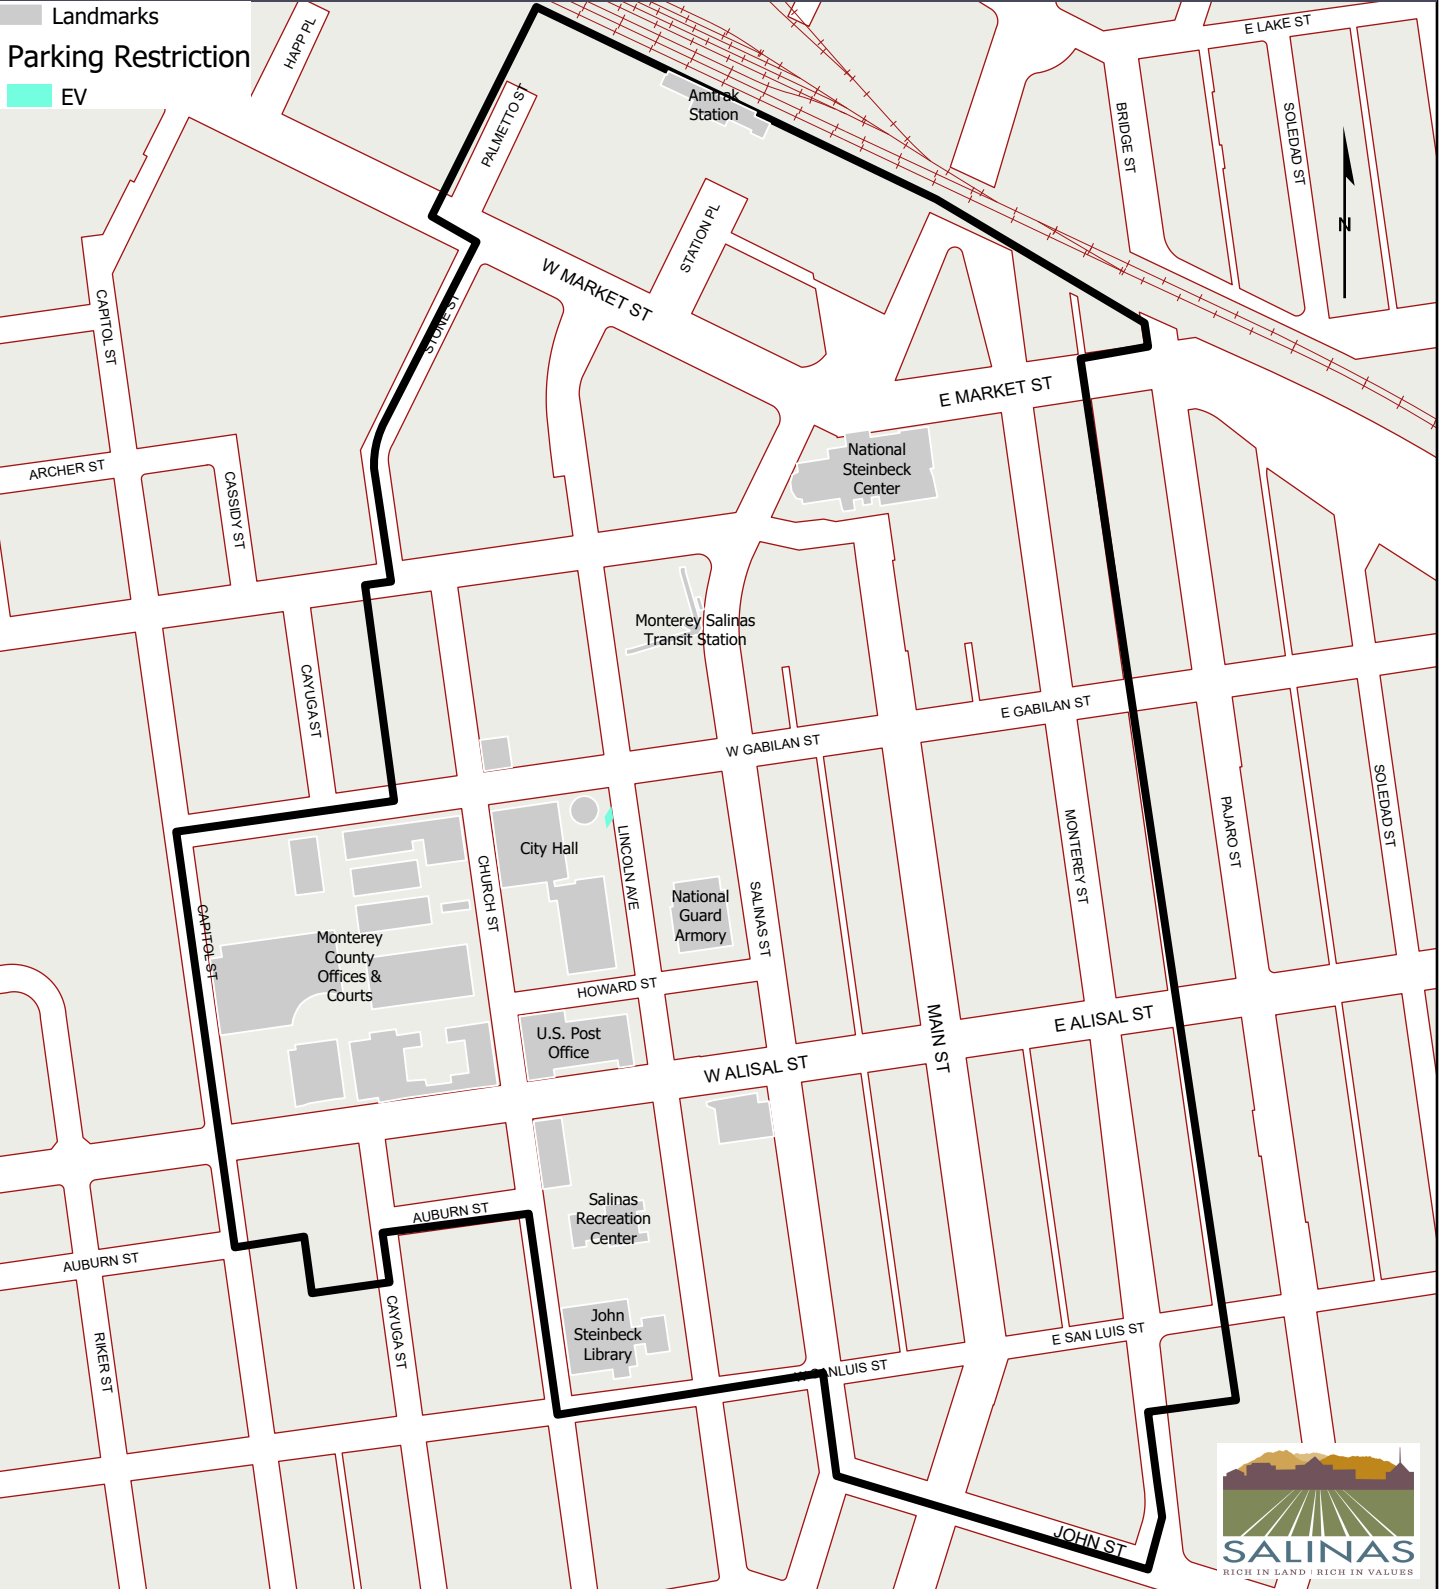 Landmarks
Parking Restriction
EV
HAPP PL
E LAKE ST
PALMETTO ST
Amtrak
Station
BRIDGE ST
SOLEDAD ST
N
STATION PL
W MARKET ST
CAPITOL ST
STONE ST
E MARKET ST
ARCHER ST
CASSIDY ST
National
Steinbeck
Center
Monterey Salinas
Transit Station
CAYUGA ST
E GABILAN ST
W GABILAN ST
City Hall
LINCOLN AVE
CHURCH ST
National
Guard
Armory
SALINAS ST
MONTEREY ST
PAJARO ST
SOLEDAD ST
CAPITOL ST
Monterey
County
Offices &
Courts
HOWARD ST
U.S. Post
Office
MAIN ST
E ALISAL ST
W ALISAL ST
Salinas
Recreation
Center
AUBURN ST
AUBURN ST
CAYUGA ST
RIKER ST
John
Steinbeck
Library
E SAN LUIS ST
W SANLUIS ST
JOHN ST
SALINAS
RICH IN LAND | RICH IN VALUES